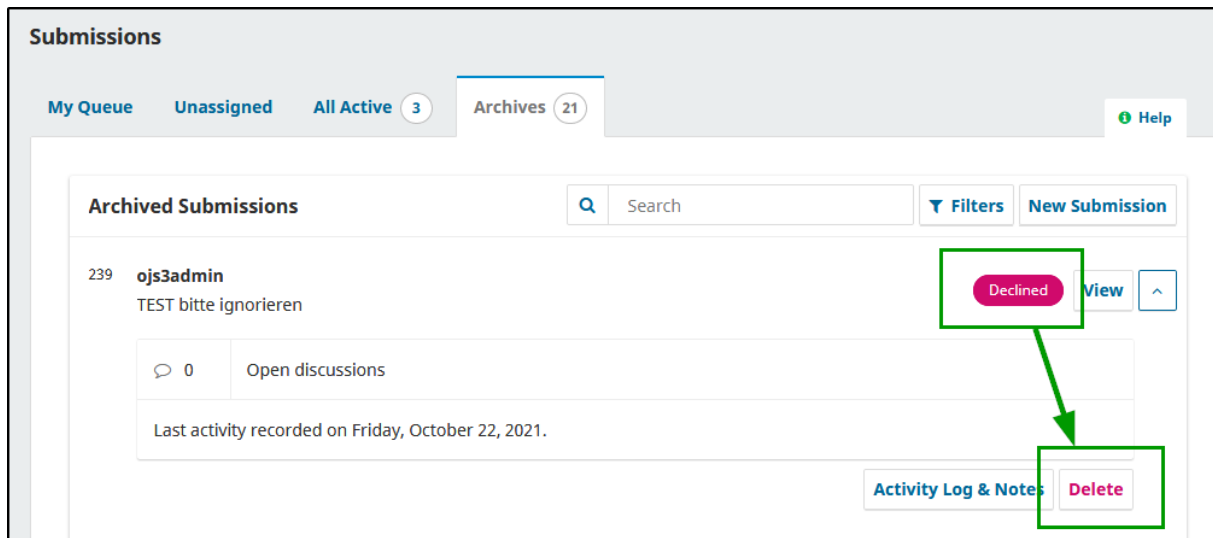 Submissions
My Queue Unassigned All Active 3 Archives 21
Help
Archived Submissions Search Filters New Submission
239 ojs3admin Declined View
TEST bitte ignorieren
0 Open discussions
Last activity recorded on Friday, October 22, 2021.
Activity Log & Notes Delete